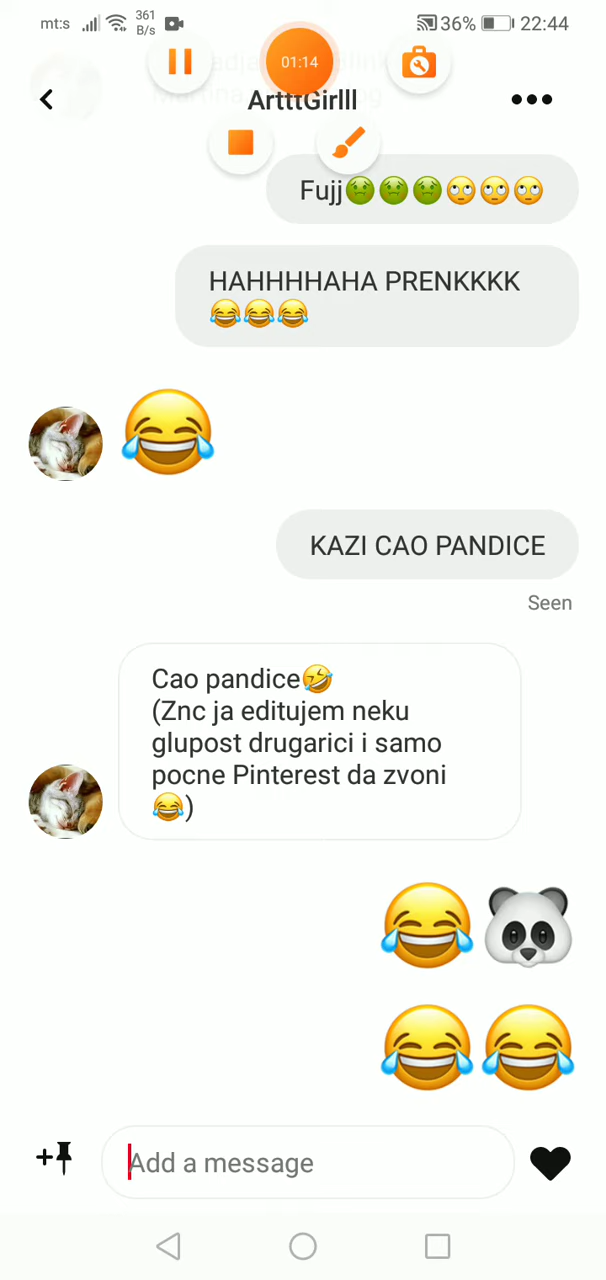 mt:s 361 B/s 36% 22:44
01:14
ArtttGirlll
Fujj🤢🤢🤢🙄🙄🙄
HAHHHHAHA PRENKKKK
😂😂😂
😂
KAZI CAO PANDICE
Seen
Cao pandice🤣
(Znc ja editujem neku
glupost drugarici i samo
pocne Pinterest da zvoni
😂)
😂🐼
😂😂
Add a message